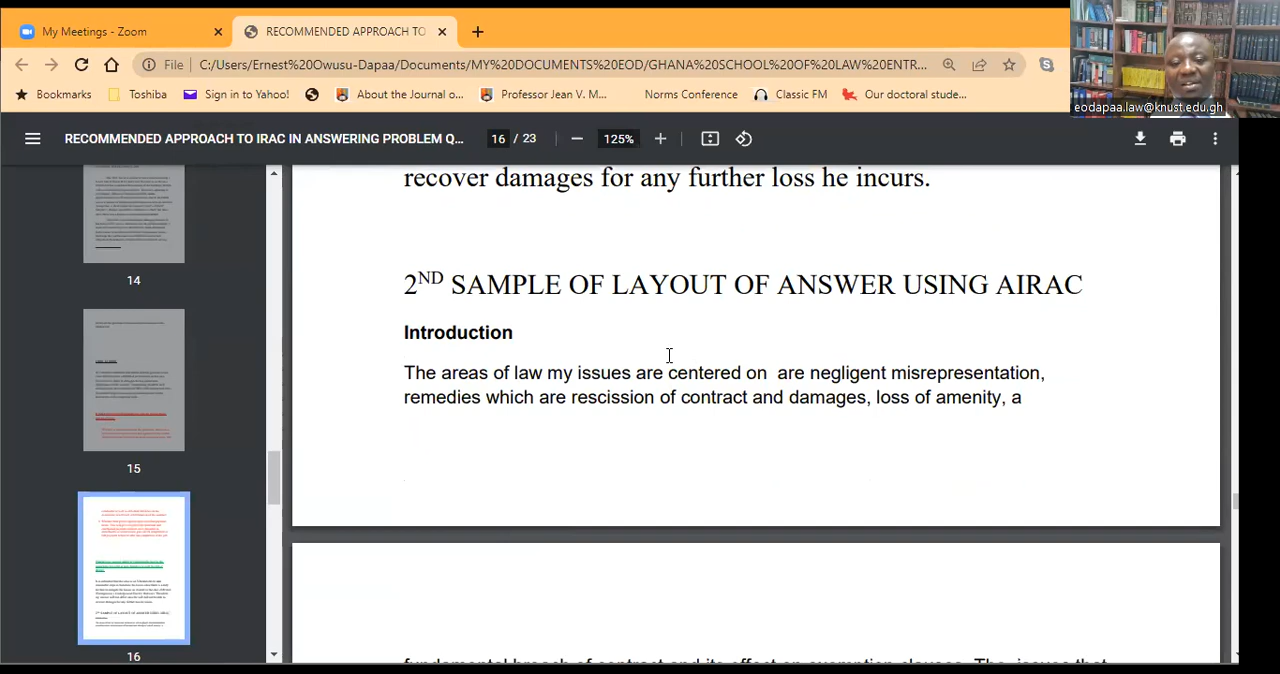 My Meetings - Zoom
RECOMMENDED APPROACH TO
File
C:/Users/Ernest%20Owusu-Dapa/Documents/MY%20DOCUMENTS%20EOD/GHANA%20SCHOOL%20OF%20LAW%20ENTR...
Bookmarks
Toshiba
Sign in to Yahoo!
About the Journal o...
Professor Jean V. M...
Norms Conference
Classic FM
Our doctoral stude...
eodapaa.law@knust.edu.gh
RECOMMENDED APPROACH TO IRAC IN ANSWERING PROBLEM Q...
16 / 23
125%
recover damages for any further loss he incurs.
2ND SAMPLE OF LAYOUT OF ANSWER USING AIRAC
Introduction
The areas of law my issues are centered on are negligent misrepresentation,
remedies which are rescission of contract and damages, loss of amenity, a
fundamental breach of contract and its effect on exemption clauses. The issues that
14
15
16